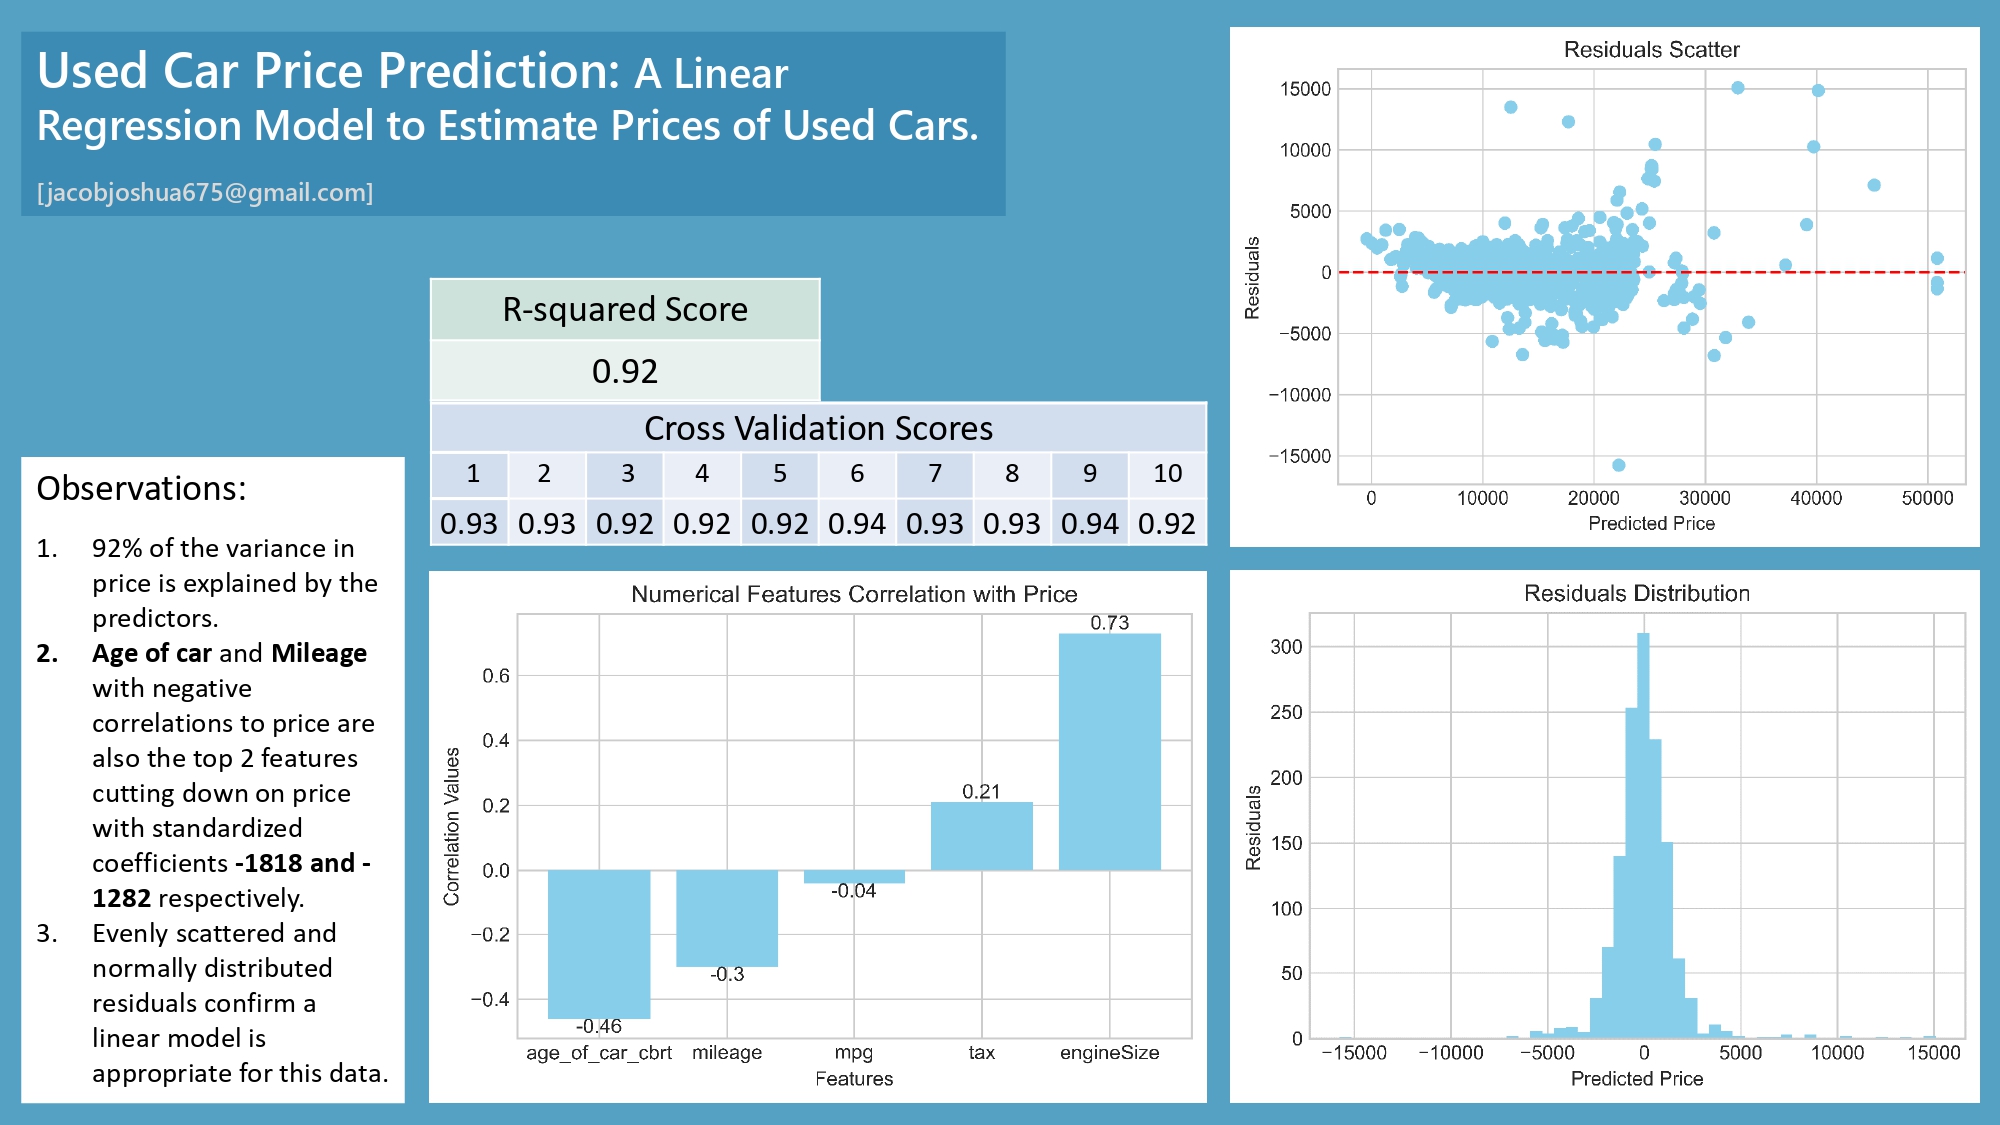 Used Car Price Prediction: A Linear
Regression Model to Estimate Prices of Used Cars.
[jacobjoshua675@gmail.com]
R-squared Score
0.92
Cross Validation Scores
1 2 3 4 5 6 7 8 9 10
0.93 0.93 0.92 0.92 0.92 0.94 0.93 0.93 0.94 0.92
Observations:
1. 92% of the variance in
price is explained by the
predictors.
2. Age of car and Mileage
with negative
correlations to price are
also the top 2 features
cutting down on price
with standardized
coefficients -1818 and -
1282 respectively.
3. Evenly scattered and
normally distributed
residuals confirm a
linear model is
appropriate for this data.
Numerical Features Correlation with Price
Correlation Values
0.6
0.4
0.2
0.0
−0.2
−0.4
-0.46
-0.3
-0.04
0.21
0.73
age_of_car_cbrt mileage mpg tax engineSize
Features
Residuals Scatter
Residuals
15000
10000
5000
0
−5000
−10000
−15000
0 10000 20000 30000 40000 50000
Predicted Price
Residuals Distribution
Residuals
300
250
200
150
100
50
0
−15000 −10000 −5000 0 5000 10000 15000
Predicted Price